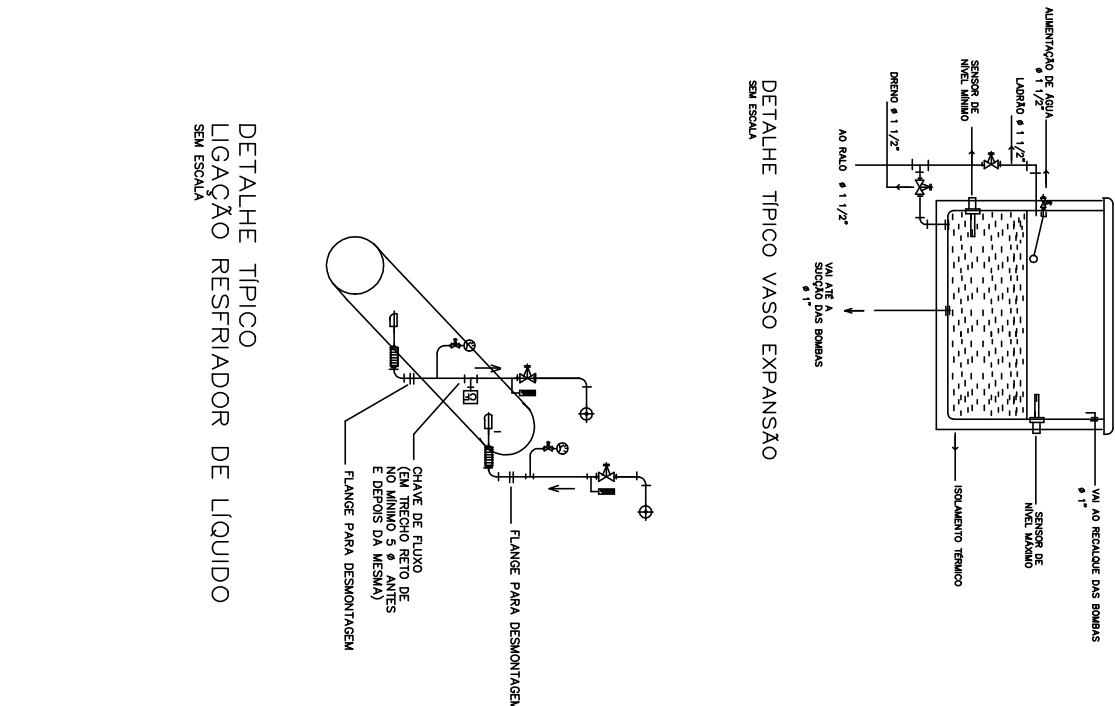 ALIMENTAÇÃO DE ÁGUA
ø 1 1/2"
LADRÃO ø 1 1/2"
SENSOR DE
NÍVEL MÍNIMO
DRENO ø 1 1/2"
AO RALO ø 1 1/2"
VAI ATÉ A
SUCÇÃO DAS BOMBAS
ø 1"
VAI AO RECALQUE DAS BOMBAS
ø 1"
SENSOR DE
NÍVEL MÁXIMO
ISOLAMENTO TÉRMICO
DETALHE TÍPICO VASO EXPANSÃO
SEM ESCALA
FLANGE PARA DESMONTAGEM
CHAVE DE FLUXO
(EM TRECHO RETO DE
NO MÍNIMO 5 ø ANTES
E DEPOIS DA MESMA)
FLANGE PARA DESMONTAGEM
DETALHE TÍPICO
LIGAÇÃO RESFRIADOR DE LÍQUIDO
SEM ESCALA